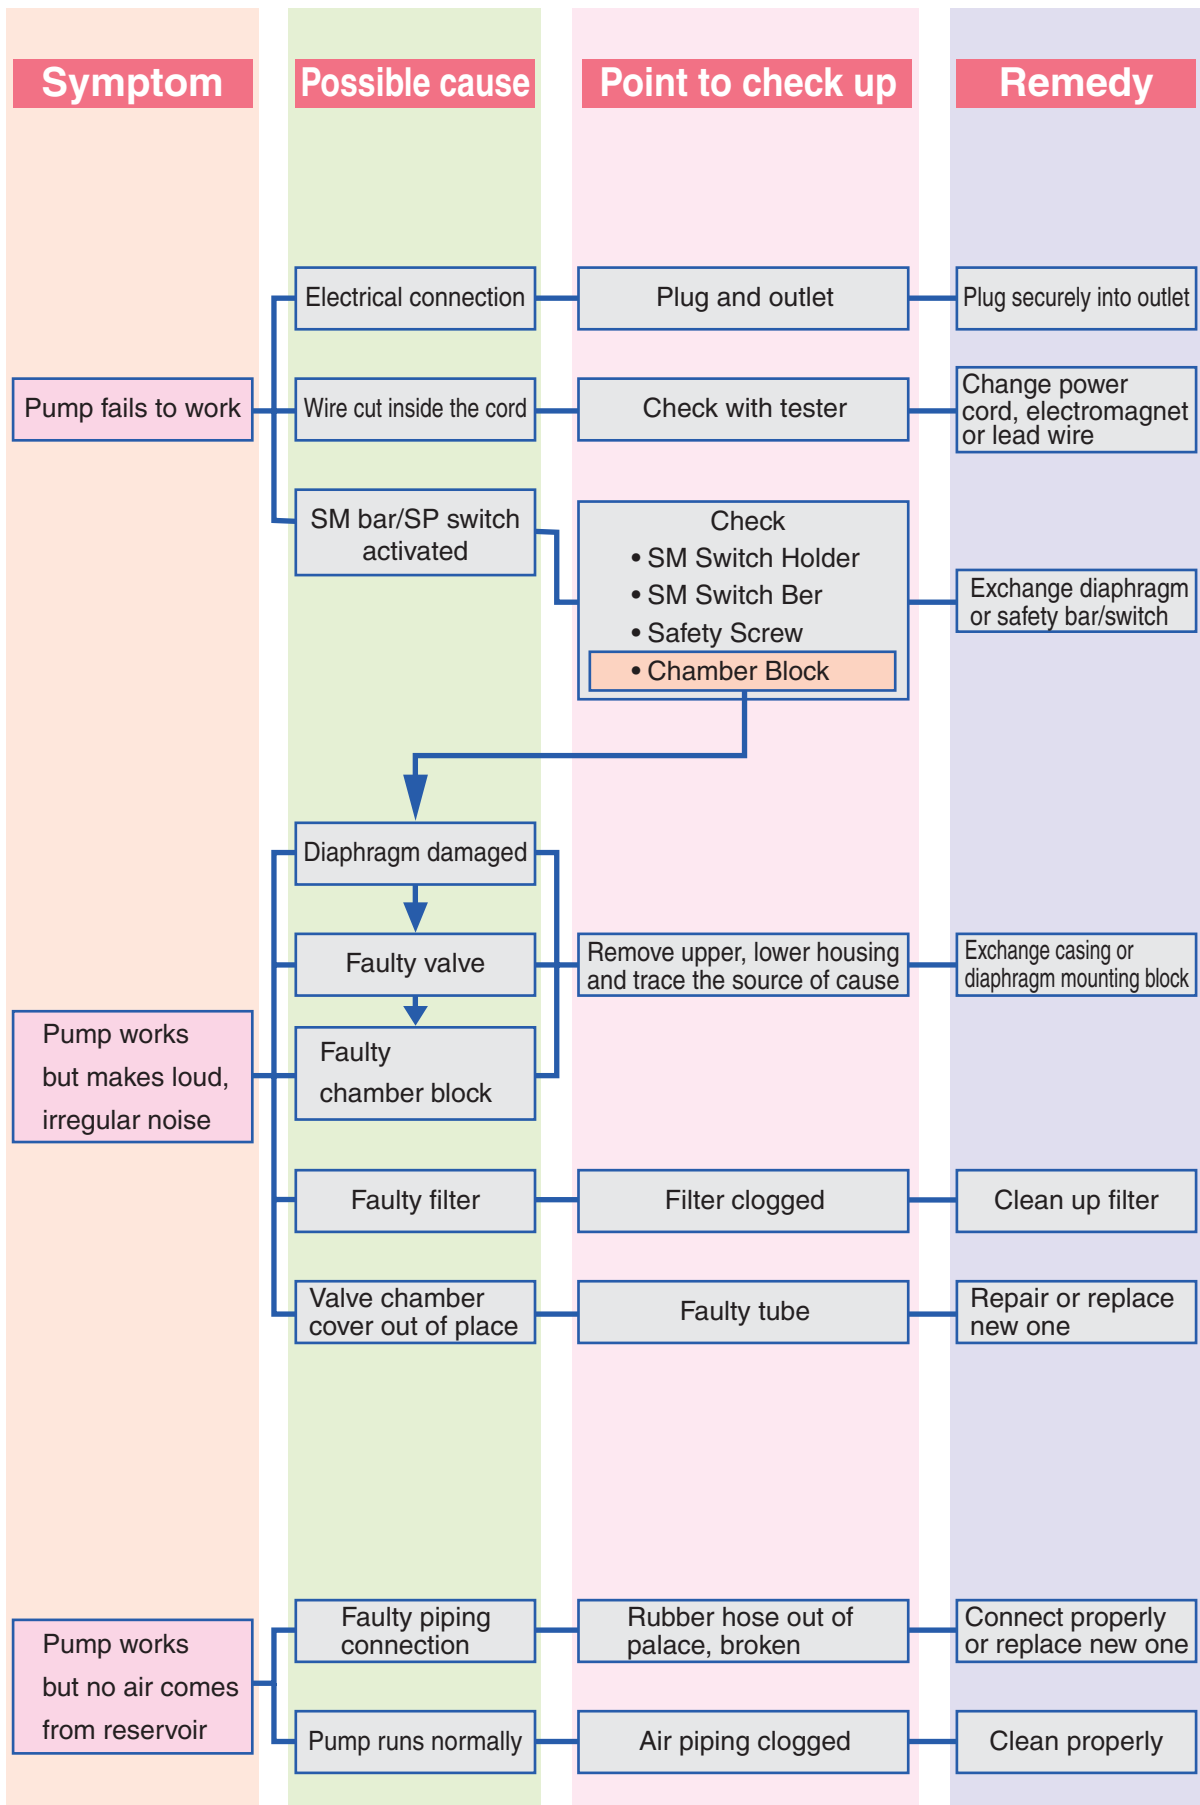 Symptom
Possible cause
Point to check up
Remedy
Electrical connection
Plug and outlet
Plug securely into outlet
Pump fails to work
Wire cut inside the cord
Check with tester
Change power
cord, electromagnet
or lead wire
SM bar/SP switch
activated
Check
• SM Switch Holder
• SM Switch Ber
• Safety Screw
• Chamber Block
Exchange diaphragm
or safety bar/switch
Pump works
but makes loud,
irregular noise
Diaphragm damaged
Faulty valve
Faulty
chamber block
Remove upper, lower housing
and trace the source of cause
Exchange casing or
diaphragm mounting block
Faulty filter
Filter clogged
Clean up filter
Valve chamber
cover out of place
Faulty tube
Repair or replace
new one
Pump works
but no air comes
from reservoir
Faulty piping
connection
Rubber hose out of
palace, broken
Connect properly
or replace new one
Pump runs normally
Air piping clogged
Clean properly